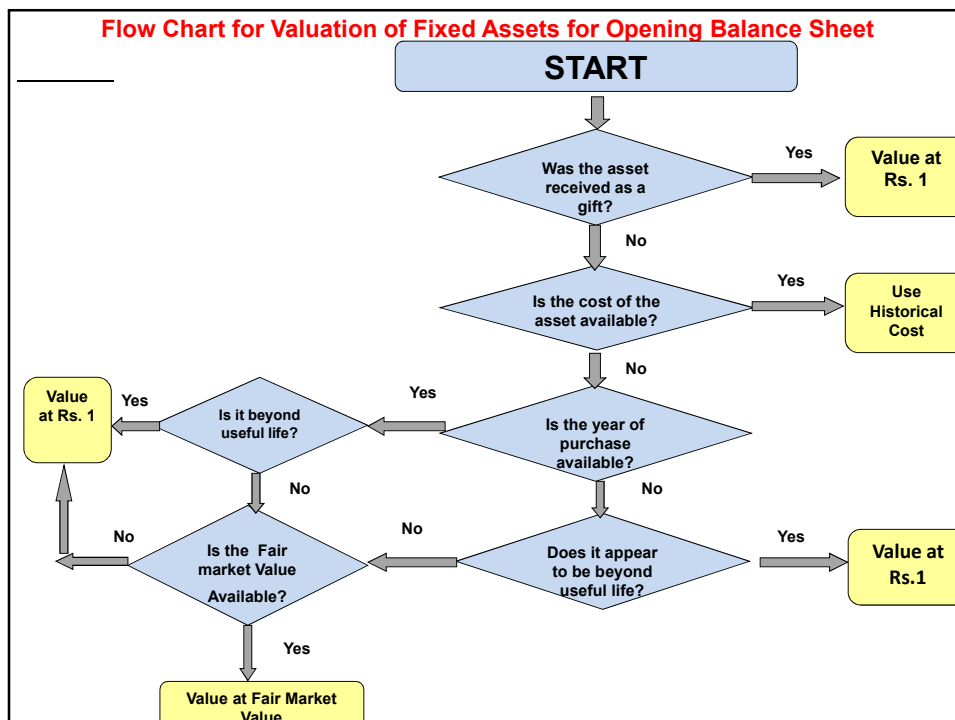 Flow Chart for Valuation of Fixed Assets for Opening Balance Sheet
START
Was the asset
received as a
gift?
Yes
Value at
Rs. 1
No
Is the cost of the
asset available?
Yes
Use
Historical
Cost
No
Is the year of
purchase
available?
Yes
Is it beyond
useful life?
Yes
Value
at Rs. 1
No
No
Does it appear
to be beyond
useful life?
Yes
Value at
Rs.1
No
Is the Fair
market Value
Available?
No
Yes
Value at Fair Market
Value